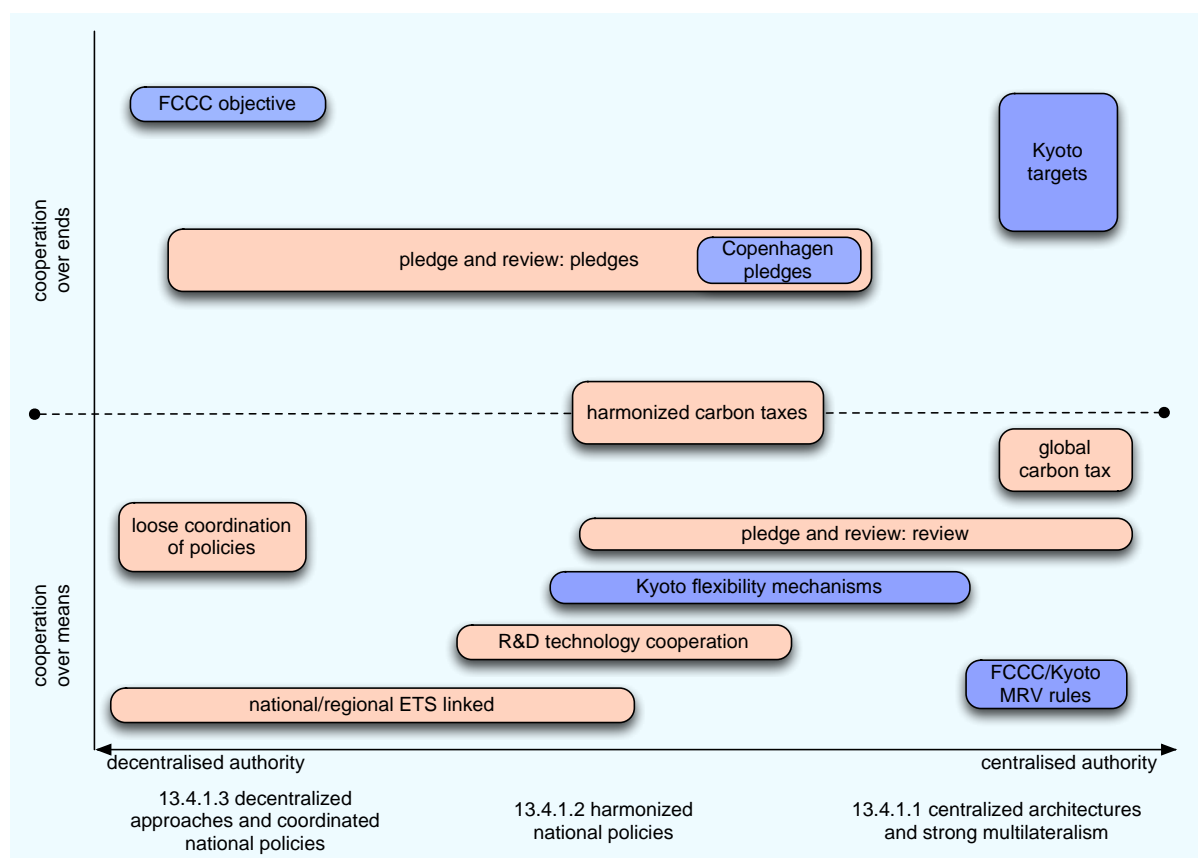 FCCC objective
Kyoto
targets
cooperation
over ends
pledge and review: pledges
Copenhagen
pledges
harmonized carbon taxes
global
carbon tax
loose coordination
of policies
pledge and review: review
cooperation
over means
Kyoto flexibility mechanisms
R&D technology cooperation
FCCC/Kyoto
MRV rules
national/regional ETS linked
decentralised authority
centralised authority
13.4.1.3 decentralized
approaches and coordinated
national policies
13.4.1.2 harmonized
national policies
13.4.1.1 centralized architectures
and strong multilateralism